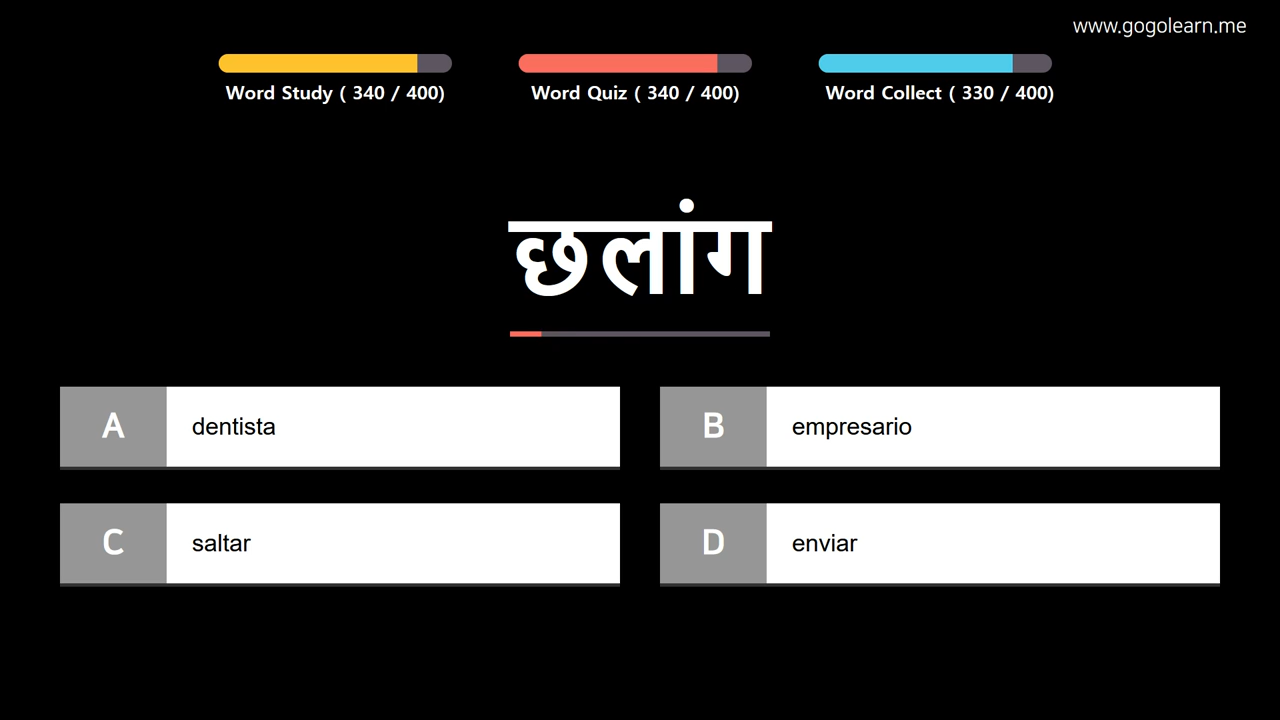 www.gogolearn.me
Word Study ( 340 / 400)
Word Quiz ( 340 / 400)
Word Collect ( 330 / 400)
छलांग
A dentista
B empresario
C saltar
D enviar